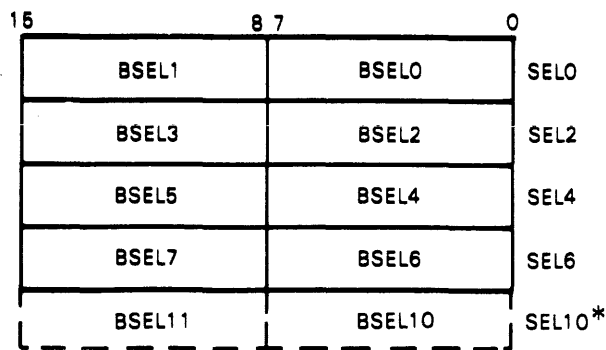 15 8 7 0
BSEL1 BSEL0 SEL0
BSEL3 BSEL2 SEL2
BSEL5 BSEL4 SEL4
BSEL7 BSEL6 SEL6
BSEL11 BSEL10 SEL10*